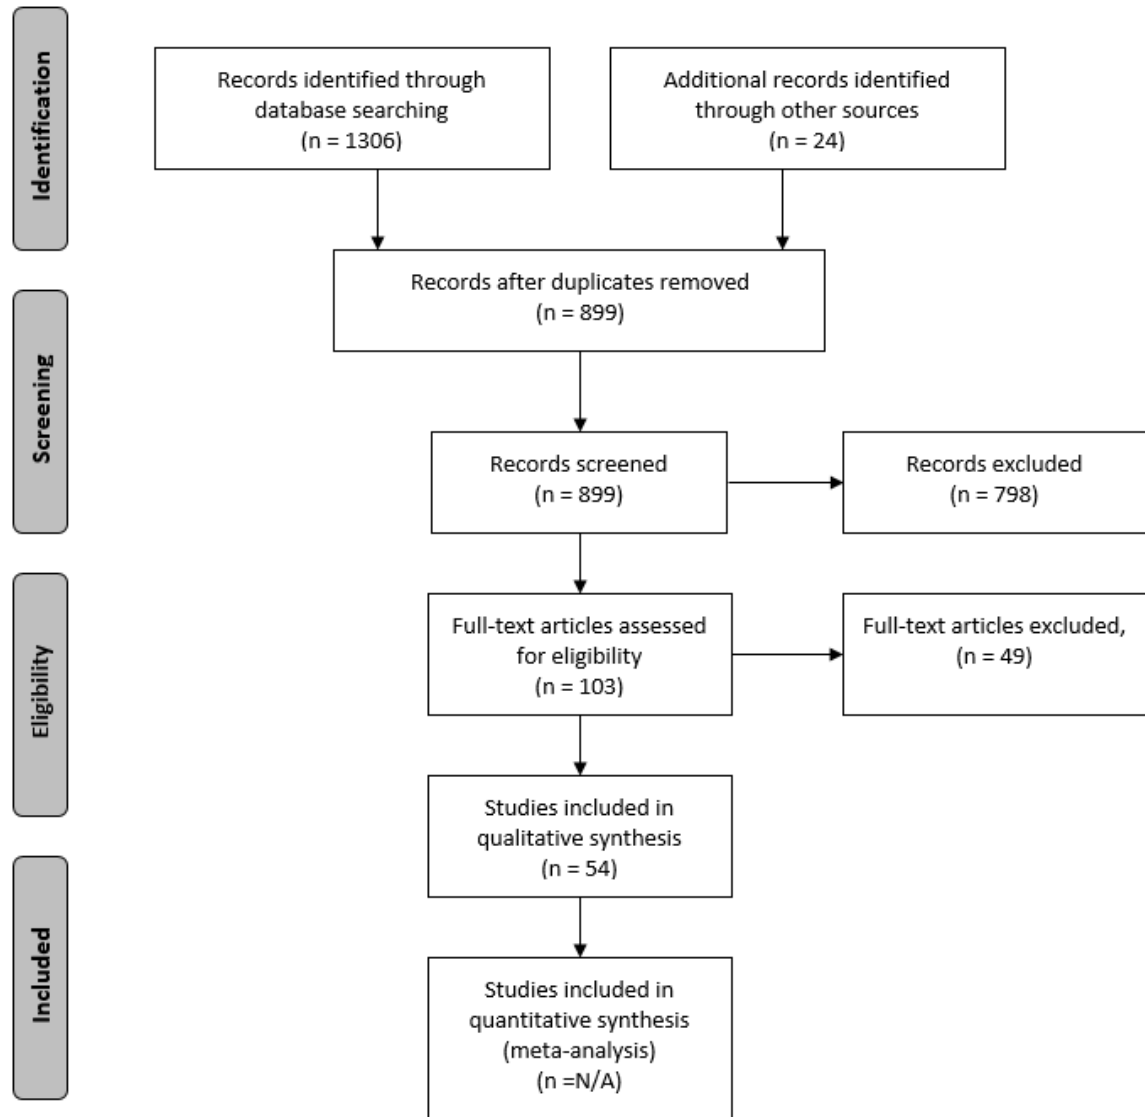 Identification
Records identified through
database searching
(n = 1306)
Additional records identified
through other sources
(n = 24)
Records after duplicates removed
(n = 899)
Screening
Records screened
(n = 899)
Records excluded
(n = 798)
Eligibility
Full-text articles assessed
for eligibility
(n = 103)
Full-text articles excluded,
(n = 49)
Studies included in
qualitative synthesis
(n = 54)
Included
Studies included in
quantitative synthesis
(meta-analysis)
(n =N/A)